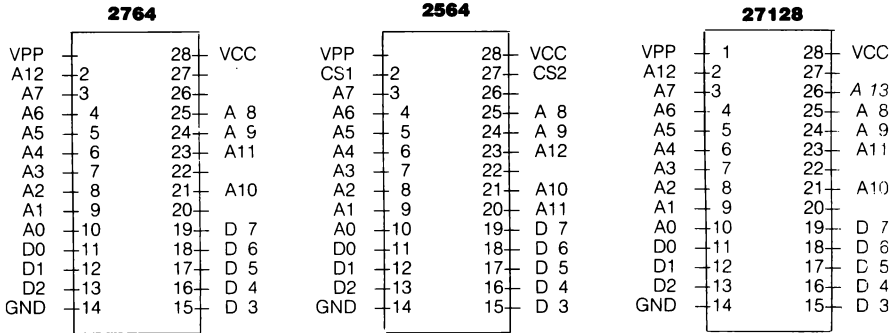 2764
VPP 28 VCC
A12 2 27
A7 3 26
A6 4 25 A 8
A5 5 24 A 9
A4 6 23 A11
A3 7 22
A2 8 21 A10
A1 9 20
A0 10 19 D 7
D0 11 18 D 6
D1 12 17 D 5
D2 13 16 D 4
GND 14 15 D 3
2564
VPP 28 VCC
CS1 2 27 CS2
A7 3 26
A6 4 25 A 8
A5 5 24 A 9
A4 6 23 A12
A3 7 22
A2 8 21 A10
A1 9 20 A11
A0 10 19 D 7
D0 11 18 D 6
D1 12 17 D 5
D2 13 16 D 4
GND 14 15 D 3
27128
VPP 1 28 VCC
A12 2 27
A7 3 26 A 13
A6 4 25 A 8
A5 5 24 A 9
A4 6 23 A11
A3 7 22
A2 8 21 A10
A1 9 20
A0 10 19 D 7
D0 11 18 D 6
D1 12 17 D 5
D2 13 16 D 4
GND 14 15 D 3